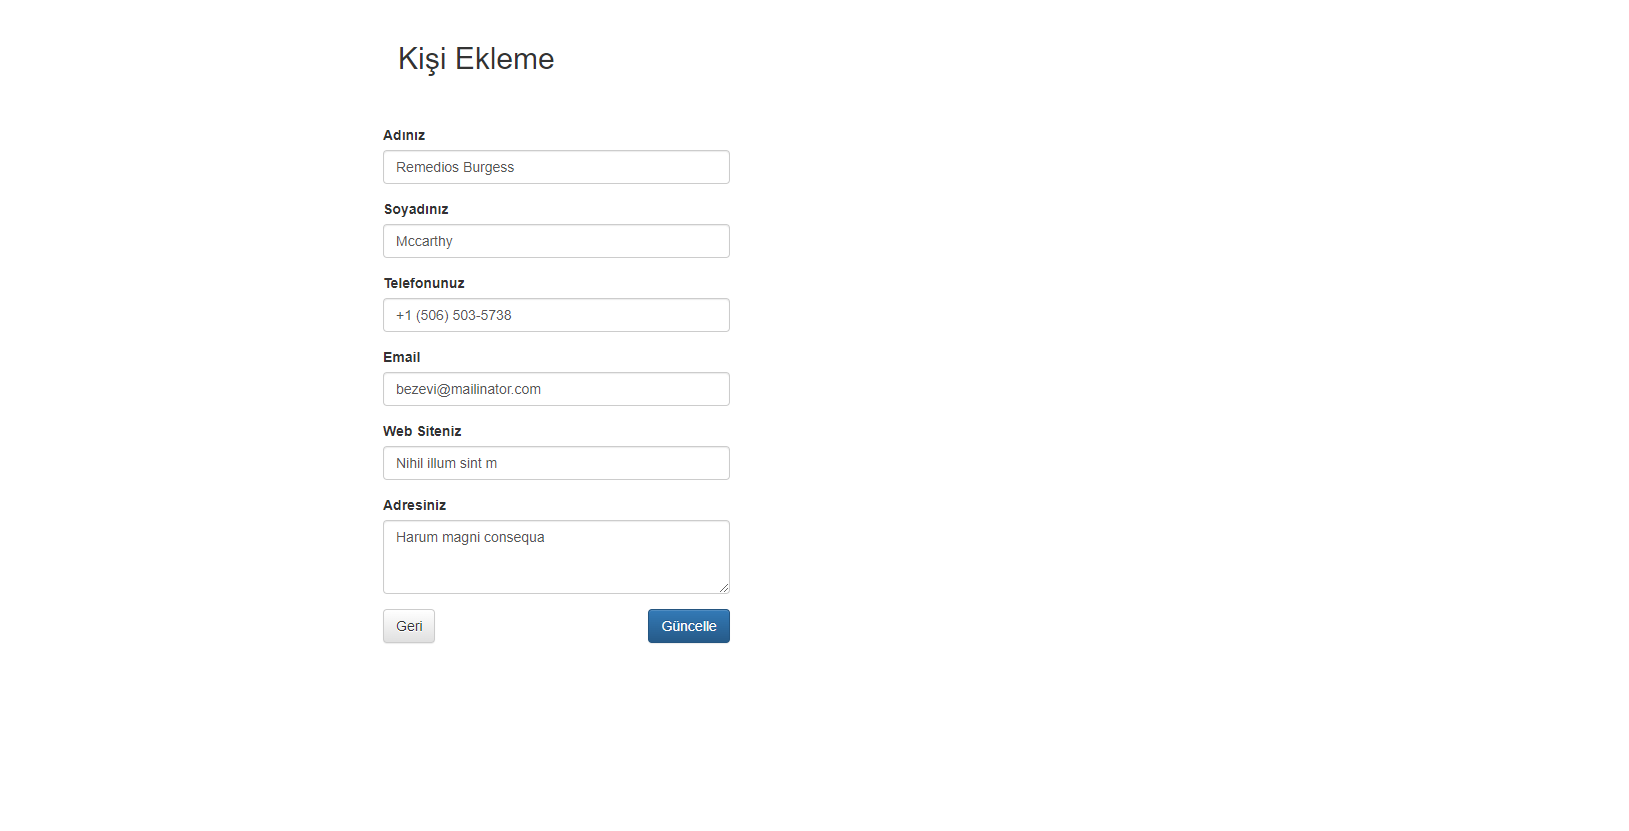 Kişi Ekleme
Adınız
Remedios Burgess
Soyadınız
Mccarthy
Telefonunuz
+1 (506) 503-5738
Email
bezevi@mailinator.com
Web Siteniz
Nihil illum sint m
Adresiniz
Harum magni consequa
Geri
Güncelle